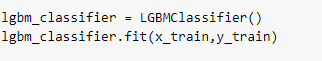 lgbm_classifier = LGBMClassifier()
lgbm_classifier.fit(x_train,y_train)